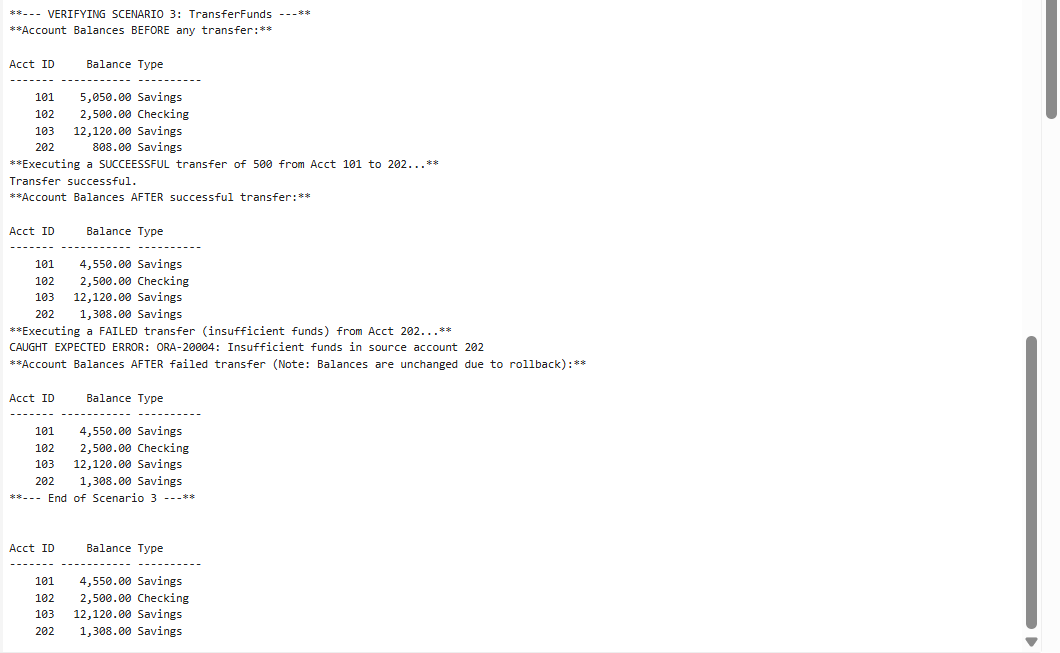 **--- VERIFYING SCENARIO 3: TransferFunds ---**
**Account Balances BEFORE any transfer:**
Acct ID     Balance Type
------- ----------- ----------
    101    5,050.00 Savings
    102    2,500.00 Checking
    103   12,120.00 Savings
    202      808.00 Savings
**Executing a SUCCEESSFUL transfer of 500 from Acct 101 to 202...**
Transfer successful.
**Account Balances AFTER successful transfer:**
Acct ID     Balance Type
------- ----------- ----------
    101    4,550.00 Savings
    102    2,500.00 Checking
    103   12,120.00 Savings
    202    1,308.00 Savings
**Executing a FAILED transfer (insufficient funds) from Acct 202...**
CAUGHT EXPECTED ERROR: ORA-20004: Insufficient funds in source account 202
**Account Balances AFTER failed transfer (Note: Balances are unchanged due to rollback):**
Acct ID     Balance Type
------- ----------- ----------
    101    4,550.00 Savings
    102    2,500.00 Checking
    103   12,120.00 Savings
    202    1,308.00 Savings
**--- End of Scenario 3 ---**
Acct ID     Balance Type
------- ----------- ----------
    101    4,550.00 Savings
    102    2,500.00 Checking
    103   12,120.00 Savings
    202    1,308.00 Savings